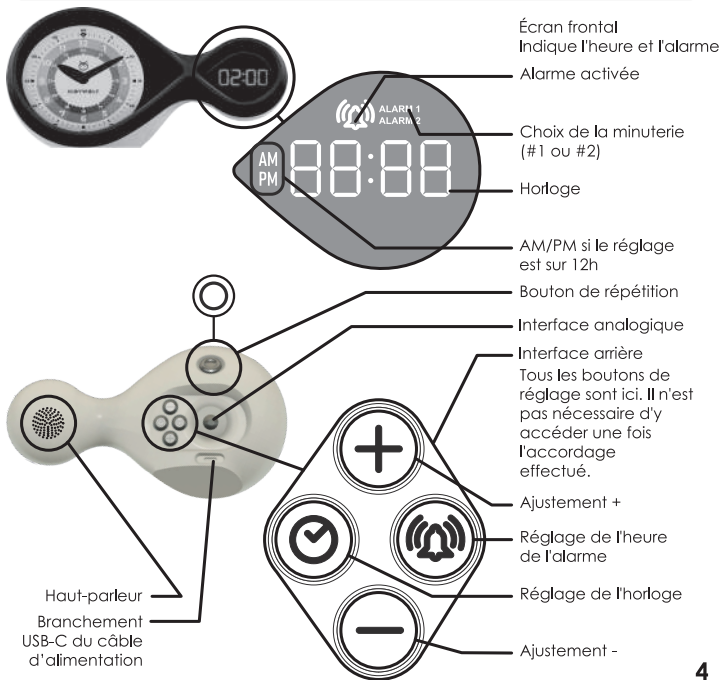 Écran frontal
Indique l'heure et l'alarme
Alarme activée
02:00
ALARM 1
ALARM 2
Choix de la minuterie
(#1 ou #2)
AM
PM
88:88
Horloge
AM/PM si le réglage
est sur 12h
Bouton de répétition
Interface analogique
Interface arrière
Tous les boutons de
réglage sont ici. Il n'est
pas nécessaire d'y
accéder une fois
l'accordage
effectué.
Ajustement +
Réglage de l'heure
de l'alarme
Réglage de l'horloge
Ajustement -
Haut-parleur
Branchement
USB-C du câble
d'alimentation
4